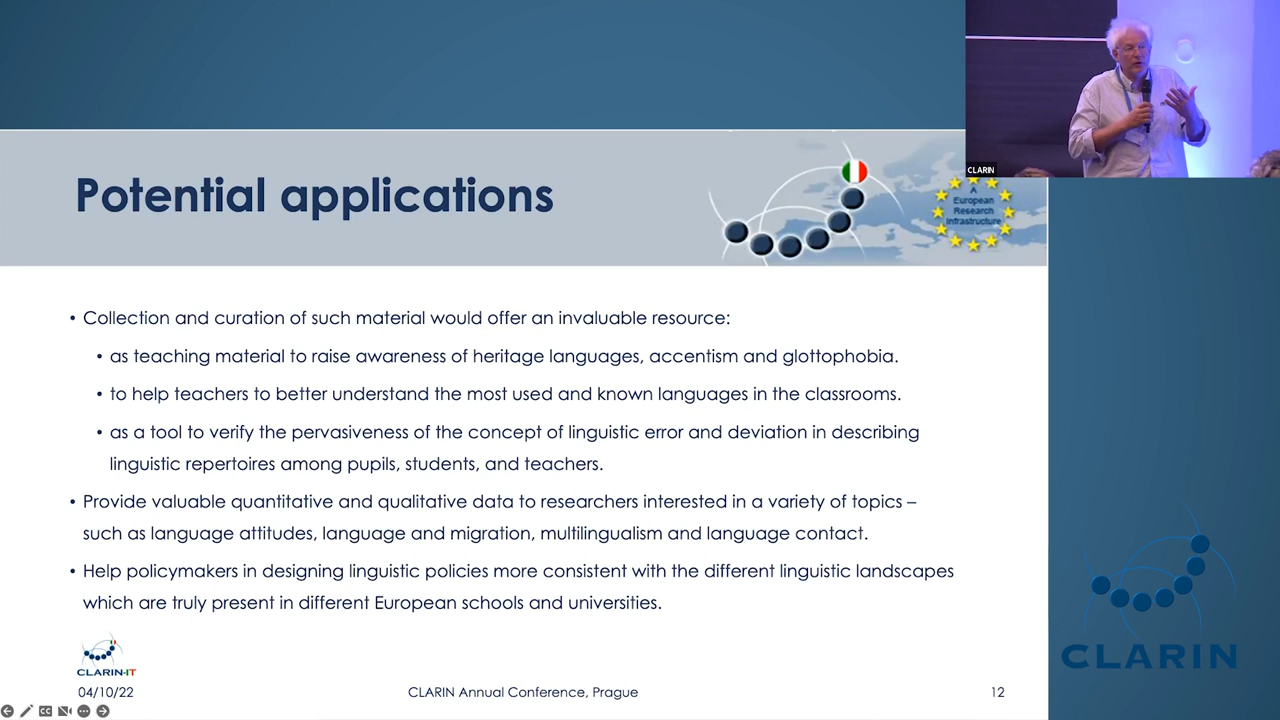 CLARIN
Potential applications
A
European
Research
Infrastructure
• Collection and curation of such material would offer an invaluable resource:
• as teaching material to raise awareness of heritage languages, accentism and glottophobia.
• to help teachers to better understand the most used and known languages in the classrooms.
• as a tool to verify the pervasiveness of the concept of linguistic error and deviation in describing
linguistic repertoires among pupils, students, and teachers.
• Provide valuable quantitative and qualitative data to researchers interested in a variety of topics –
such as language attitudes, language and migration, multilingualism and language contact.
• Help policymakers in designing linguistic policies more consistent with the different linguistic landscapes
which are truly present in different European schools and universities.
CLARIN-IT
CLARIN
04/10/22
CLARIN Annual Conference, Prague
12
CC